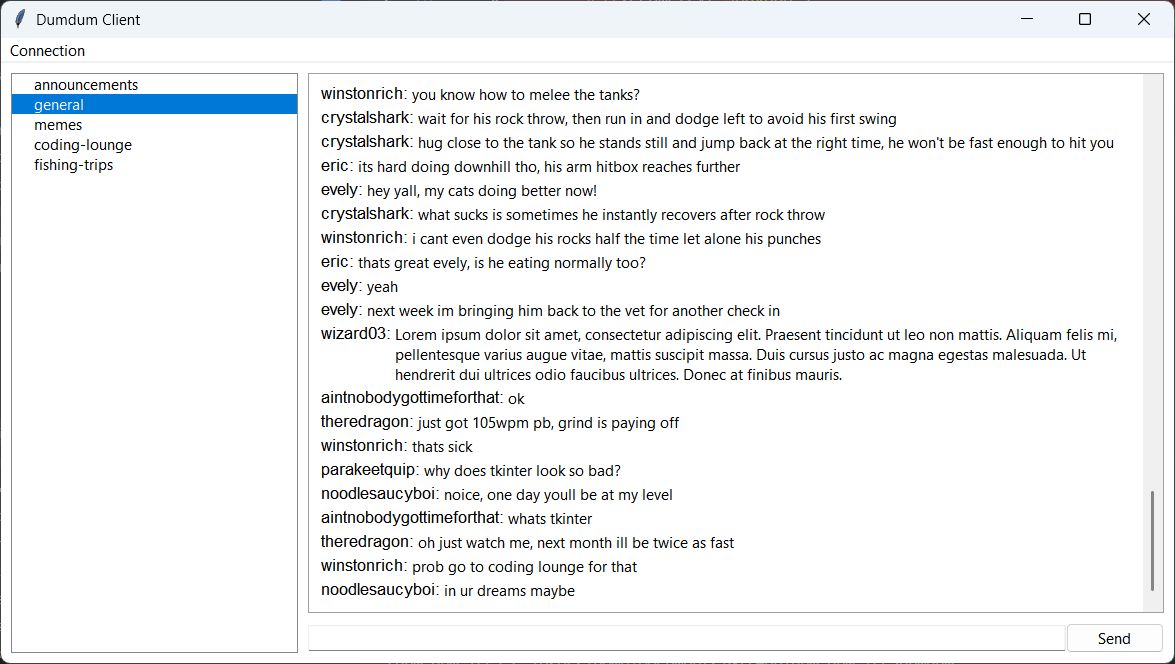 Dumdum Client
Connection
announcements
general
memes
coding-lounge
fishing-trips
winstonrich: you know how to melee the tanks?
crystalshark: wait for his rock throw, then run in and dodge left to avoid his first swing
crystalshark: hug close to the tank so he stands still and jump back at the right time, he won't be fast enough to hit you
eric: its hard doing downhill tho, his arm hitbox reaches further
evely: hey yall, my cats doing better now!
crystalshark: what sucks is sometimes he instantly recovers after rock throw
winstonrich: i cant even dodge his rocks half the time let alone his punches
eric: thats great evely, is he eating normally too?
evely: yeah
evely: next week im bringing him back to the vet for another check in
wizard03: Lorem ipsum dolor sit amet, consectetur adipiscing elit. Praesent tincidunt ut leo non mattis. Aliquam felis mi,
pellentesque varius augue vitae, mattis suscipit massa. Duis cursus justo ac magna egestas malesuada. Ut
hendrerit dui ultrices odio faucibus ultrices. Donec at finibus mauris.
aintnobodygottimeforthat: ok
theredragon: just got 105wpm pb, grind is paying off
winstonrich: thats sick
parakeetquip: why does tkinter look so bad?
noodlesaucyboi: noice, one day youll be at my level
aintnobodygottimeforthat: whats tkinter
theredragon: oh just watch me, next month ill be twice as fast
winstonrich: prob go to coding lounge for that
noodlesaucyboi: in ur dreams maybe
Send